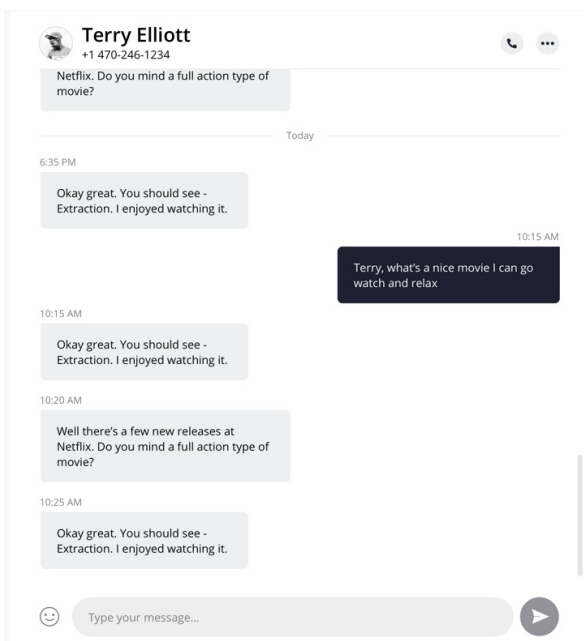 Terry Elliott
+1 470-246-1234
Netflix. Do you mind a full action type of
movie?
Today
6:35 PM
Okay great. You should see -
Extraction. I enjoyed watching it.
10:15 AM
Terry, what's a nice movie I can go
watch and relax
10:15 AM
Okay great. You should see -
Extraction. I enjoyed watching it.
10:20 AM
Well there's a few new releases at
Netflix. Do you mind a full action type of
movie?
10:25 AM
Okay great. You should see -
Extraction. I enjoyed watching it.
Type your message...